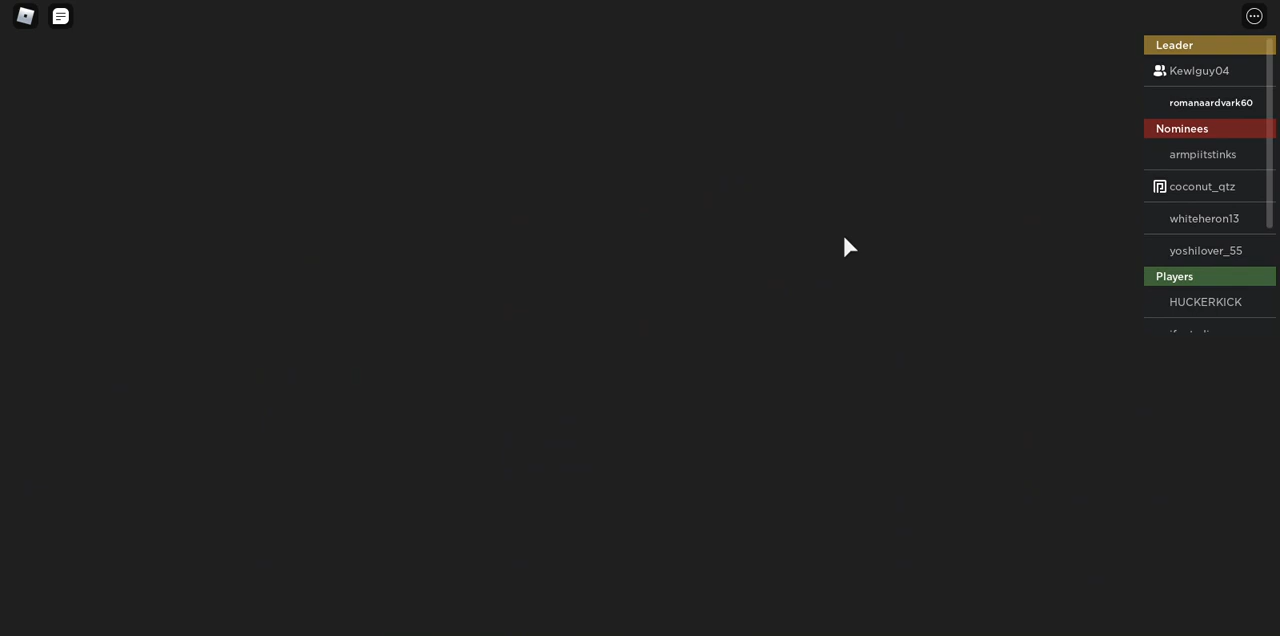 Leader
Kewlguy04
romanaardvark60
Nominees
armpiitstinks
coconut_qtz
whiteheron13
yoshilover_55
Players
HUCKERKICK